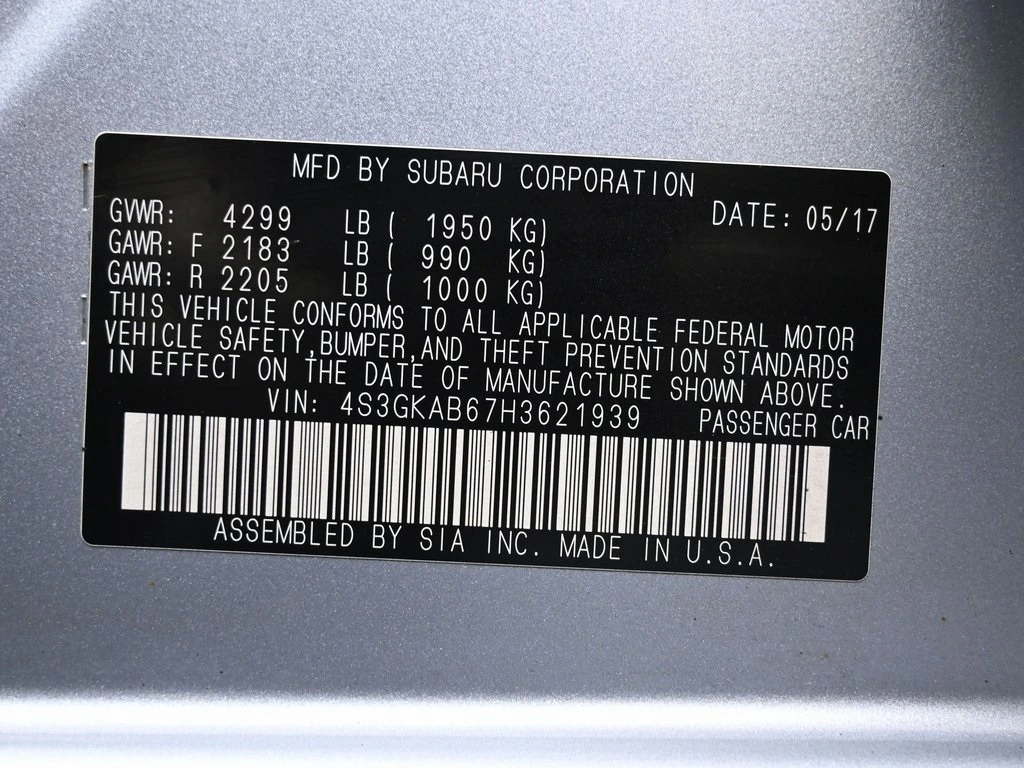 MFD BY SUBARU CORPORATION
DATE: 05/17
GVWR: 4299 LB ( 1950 KG)
GAWR: F 2183 LB ( 990 KG)
GAWR: R 2205 LB ( 1000 KG)
THIS VEHICLE CONFORMS TO ALL APPLICABLE FEDERAL MOTOR
VEHICLE SAFETY,BUMPER,AND THEFT PREVENTION STANDARDS
IN EFFECT ON THE DATE OF MANUFACTURE SHOWN ABOVE.
VIN: 4S3GKAB67H3621939 PASSENGER CAR
ASSEMBLED BY SIA INC. MADE IN U.S.A.